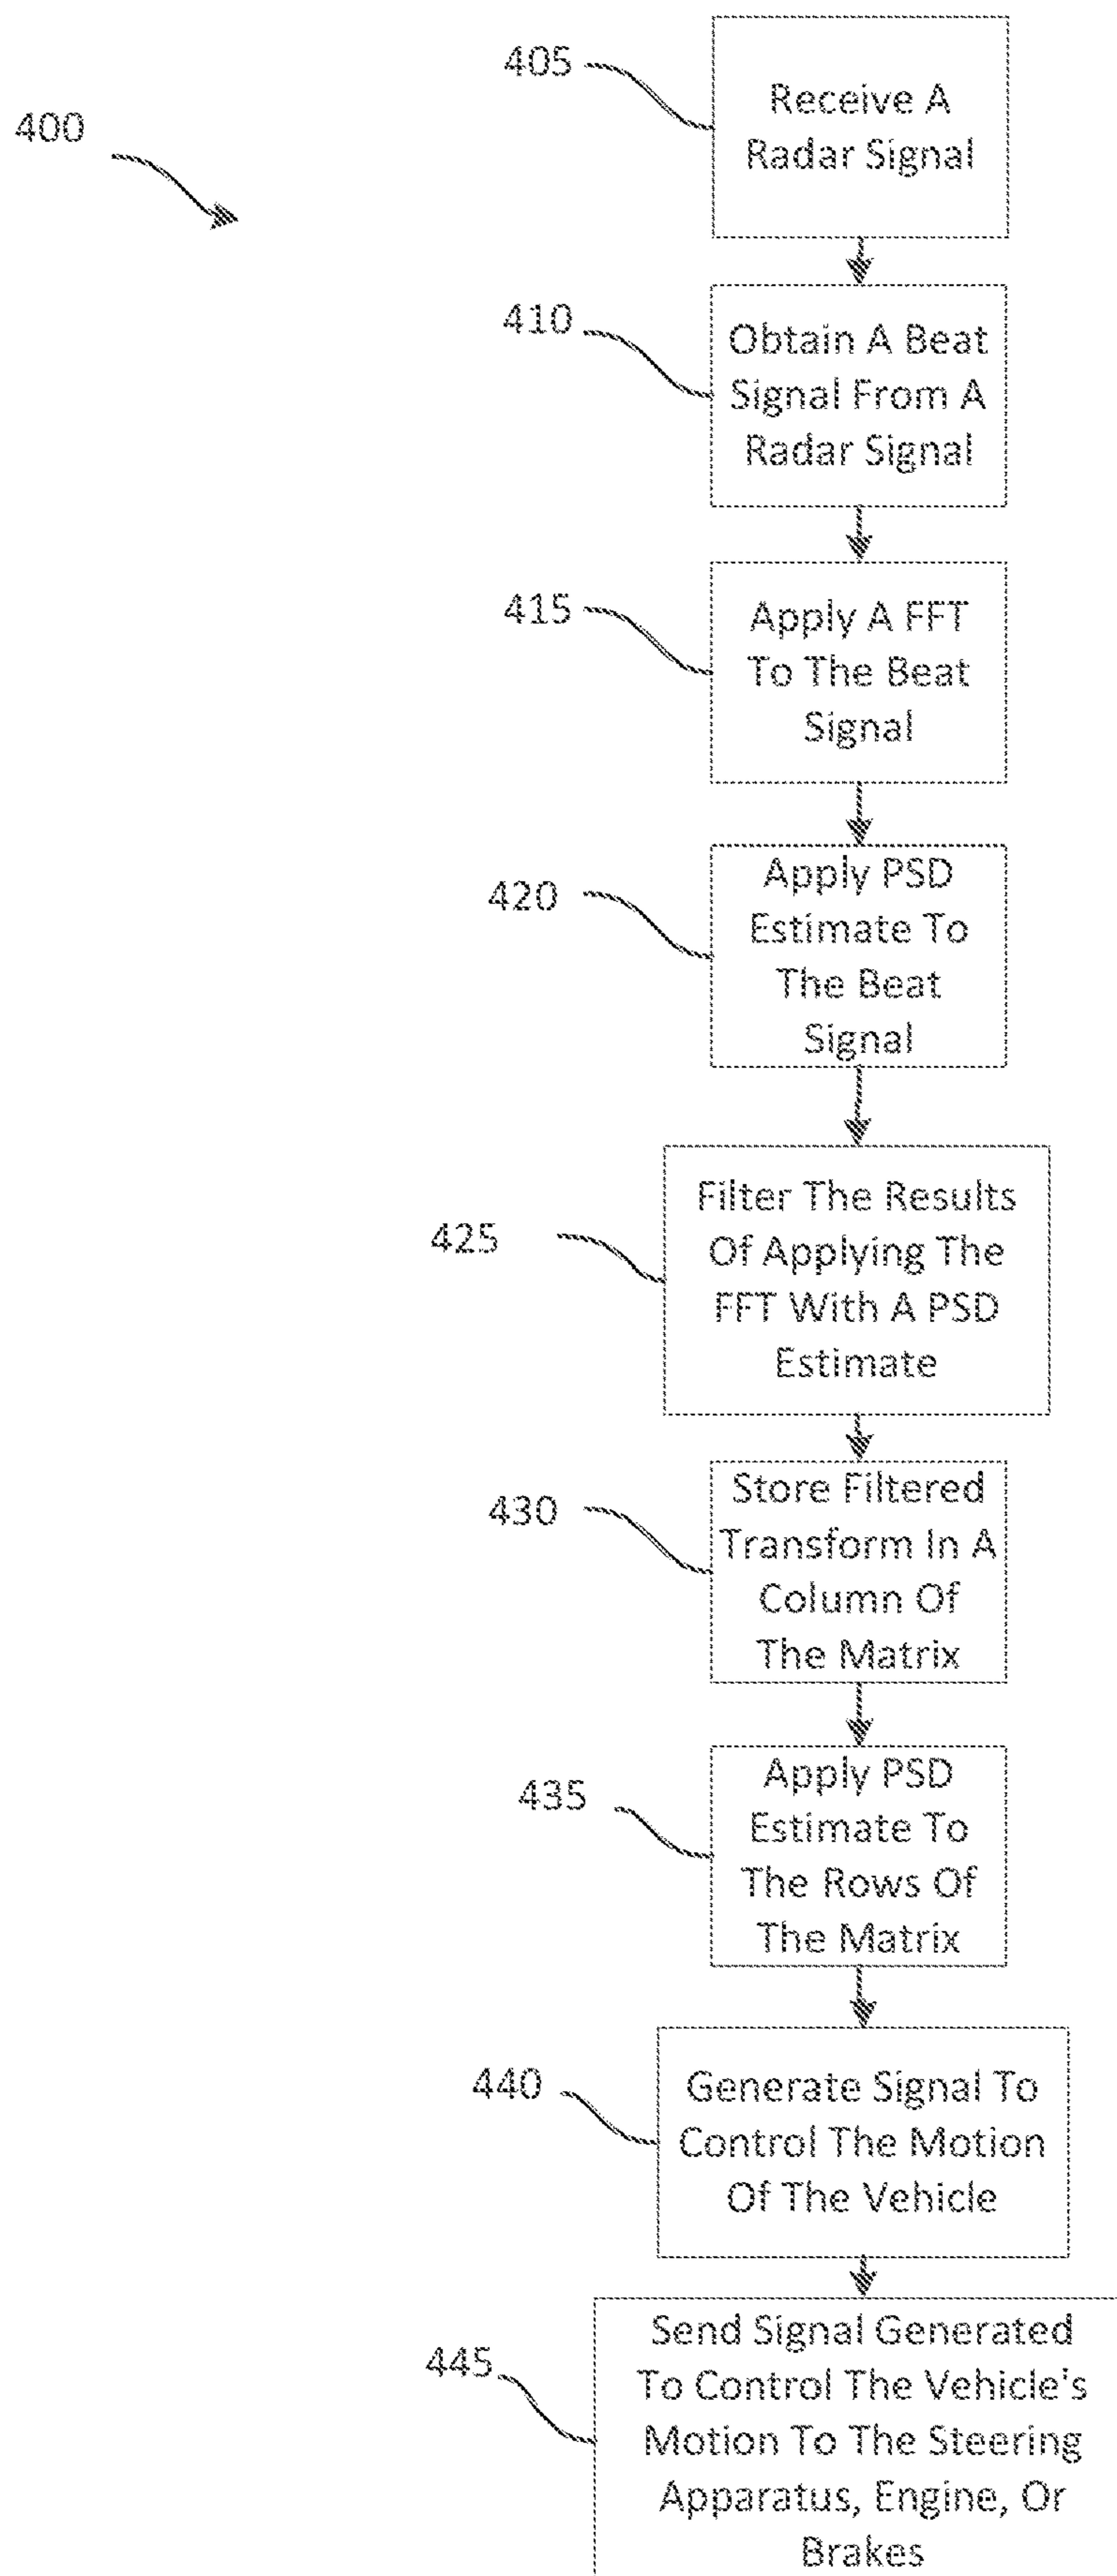 400
405
Receive A
Radar Signal
410
Obtain A Beat
Signal From A
Radar Signal
415
Apply A FFT
To The Beat
Signal
420
Apply PSD
Estimate To
The Beat
Signal
425
Filter The Results
Of Applying The
FFT With A PSD
Estimate
430
Store Filtered
Transform In A
Column Of
The Matrix
435
Apply PSD
Estimate To
The Rows Of
The Matrix
440
Generate Signal To
Control The Motion
Of The Vehicle
445
Send Signal Generated
To Control The Vehicle's
Motion To The Steering
Apparatus, Engine, Or
Brakes